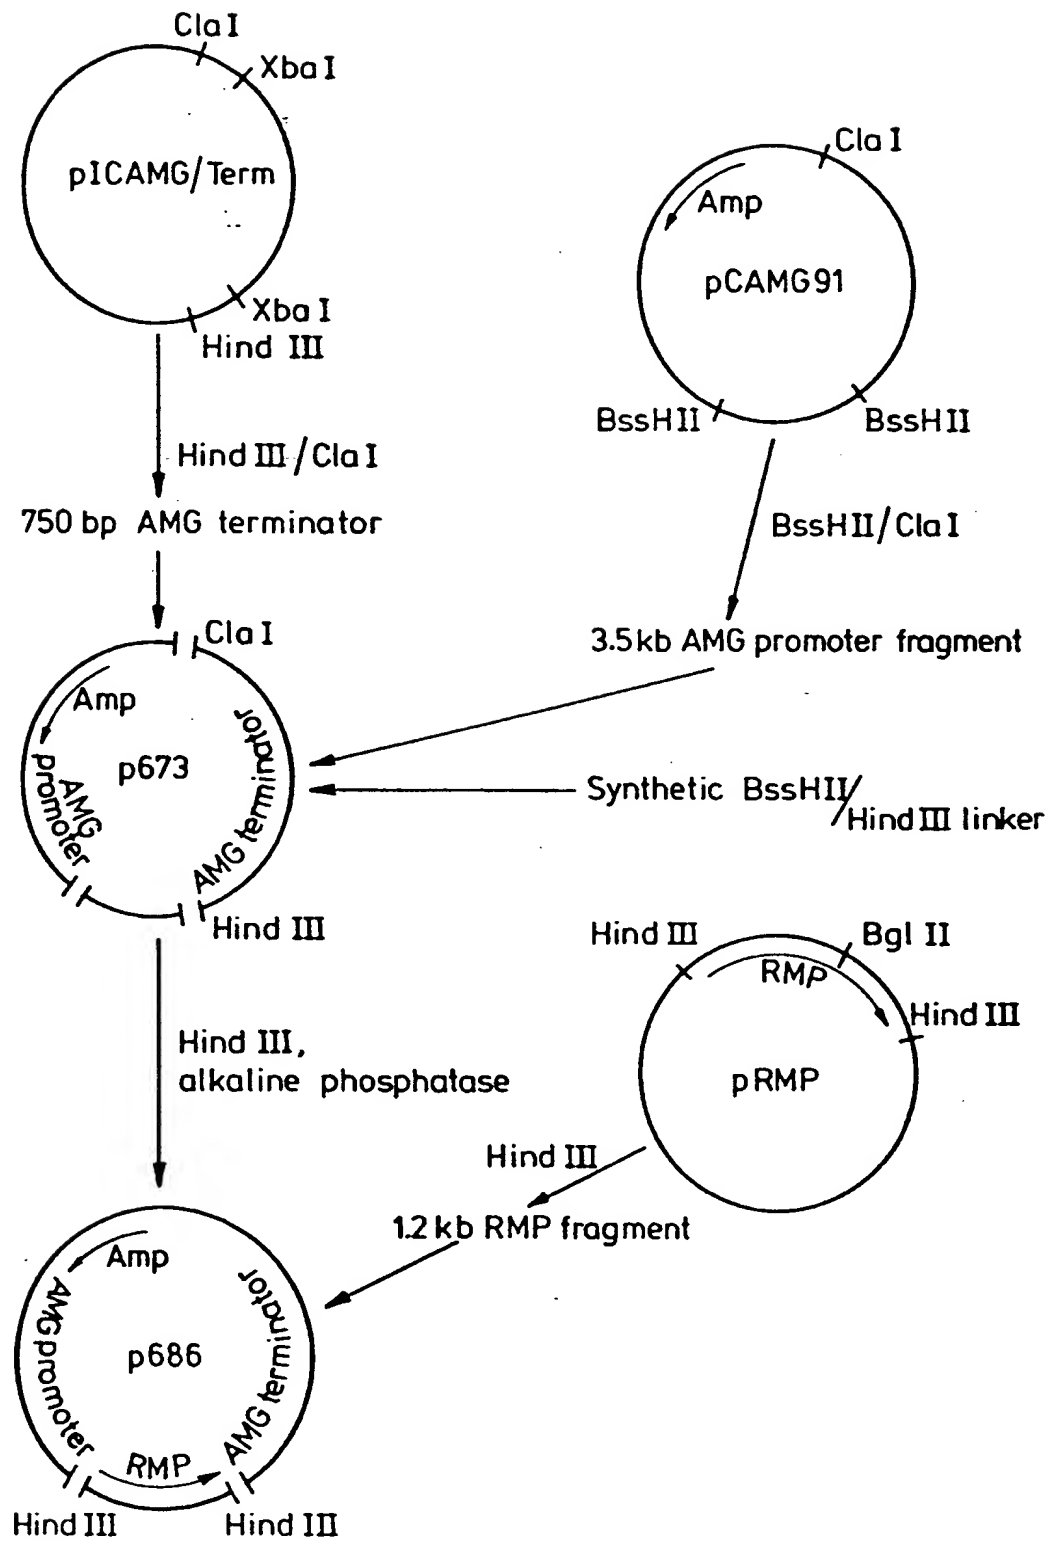 Cla I
Xba I
pICAMG/Term
Xba I
Hind III
Cla I
Amp
pCAMG91
BssH II
BssH II
Hind III/Cla I
750 bp AMG terminator
BssH II/Cla I
3.5kb AMG promoter fragment
Cla I
Amp
p673
AMG
promoter
AMG terminator
Hind III
Synthetic BssH II/
Hind III linker
Hind III
Bgl II
RMP
Hind III
pRMP
Hind III,
alkaline phosphatase
Hind III
1.2 kb RMP fragment
Amp
AMG promoter
p686
AMG terminator
RMP
Hind III
Hind III